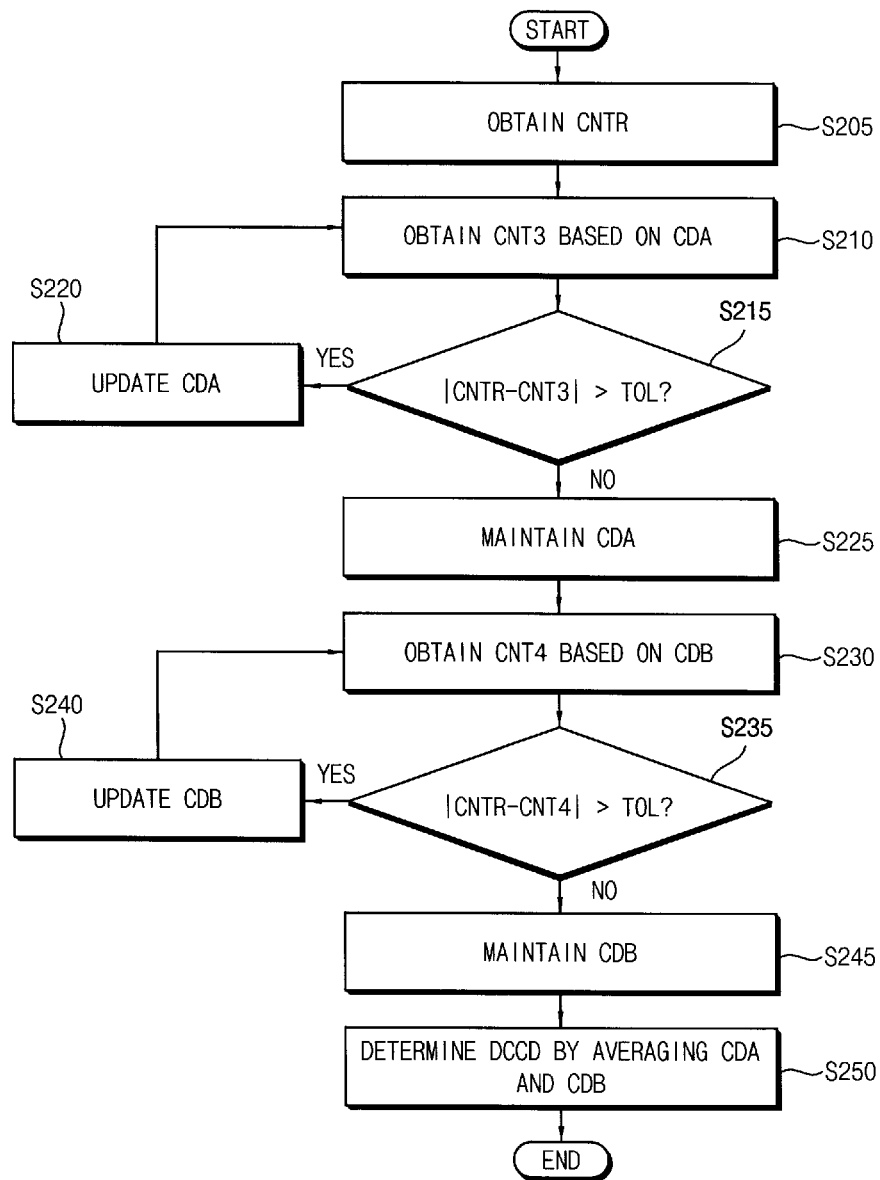 START
OBTAIN CNTR
S205
OBTAIN CNT3 BASED ON CDA
S210
S220
S215
UPDATE CDA
YES
|CNTR-CNT3| > TOL?
NO
MAINTAIN CDA
S225
OBTAIN CNT4 BASED ON CDB
S230
S240
S235
UPDATE CDB
YES
|CNTR-CNT4| > TOL?
NO
MAINTAIN CDB
S245
DETERMINE DCCD BY AVERAGING CDA
AND CDB
S250
END